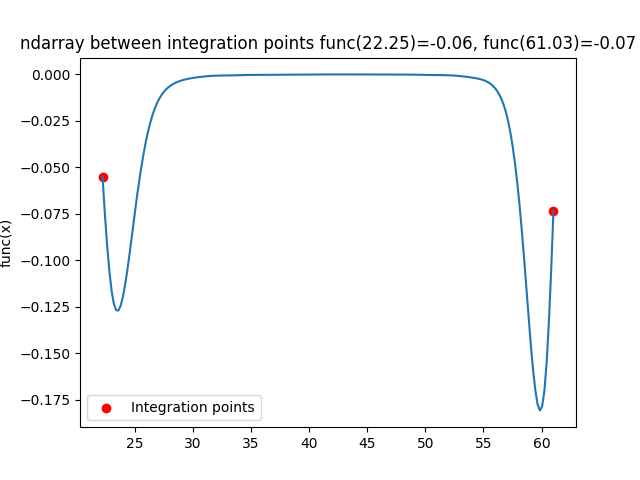 ndarray between integration points func(22.25)=-0.06, func(61.03)=-0.07
0.000
−0.025
−0.050
−0.075
−0.100
−0.125
−0.150
−0.175
func(x)
Integration points
25 30 35 40 45 50 55 60